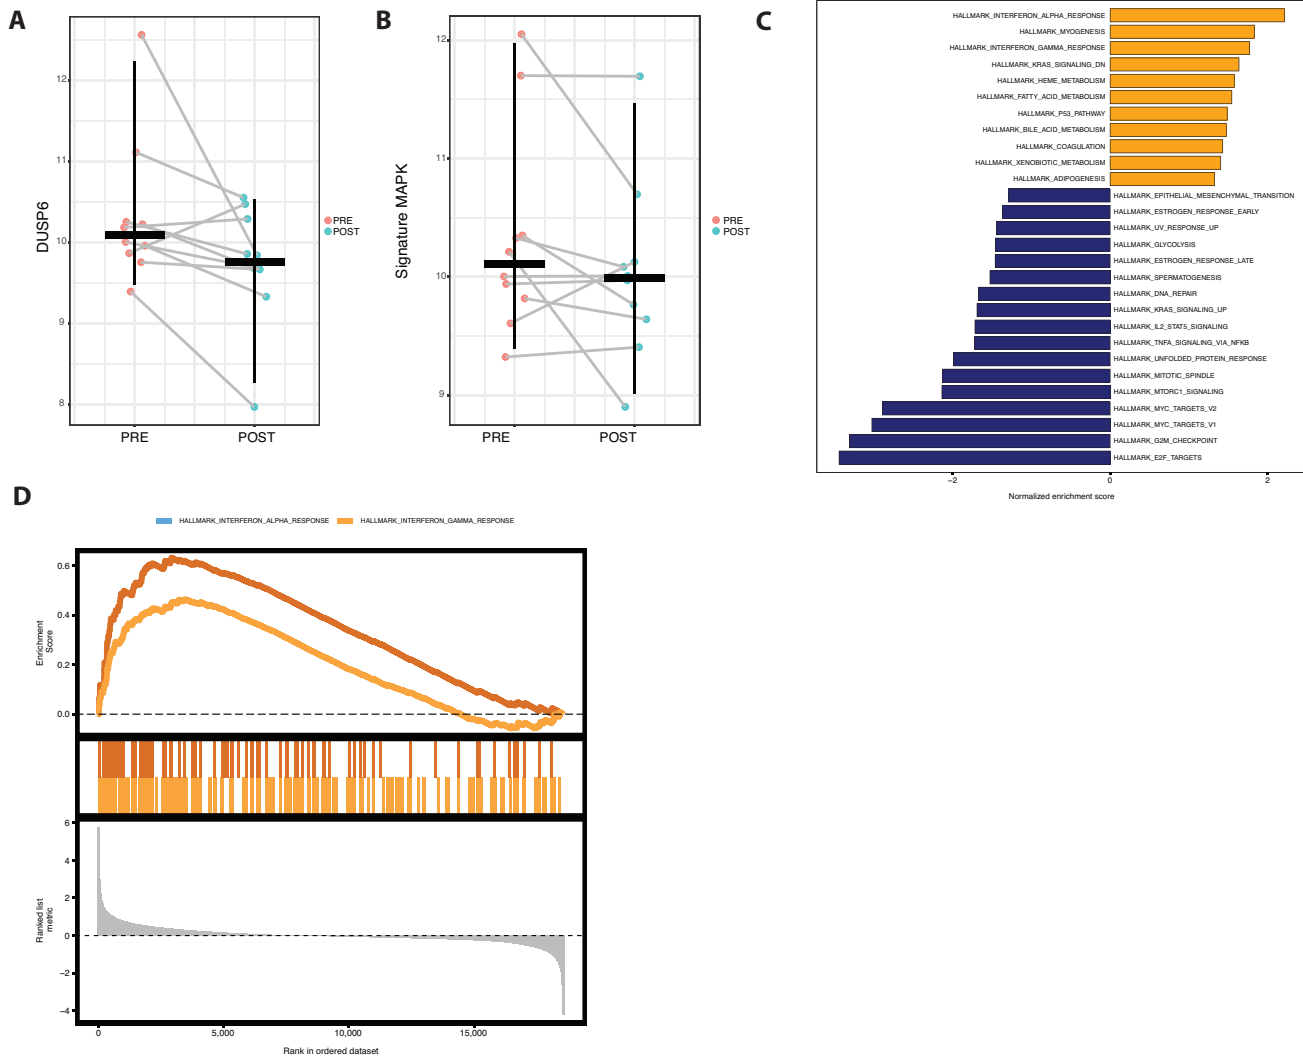 A
12
11
10
9
8
DUSP6
PRE
POST
PRE
POST
B
12
11
10
9
Signature MAPK
PRE
POST
PRE
POST
C
HALLMARK_INTERFERON_ALPHA_RESPONSE
HALLMARK_MYOGENESIS
HALLMARK_INTERFERON_GAMMA_RESPONSE
HALLMARK_KRAS_SIGNALING_DN
HALLMARK_HEME_METABOLISM
HALLMARK_FATTY_ACID_METABOLISM
HALLMARK_P53_PATHWAY
HALLMARK_BILE_ACID_METABOLISM
HALLMARK_COAGULATION
HALLMARK_XENOBIOTIC_METABOLISM
HALLMARK_ADIPOGENESIS
HALLMARK_EPITHELIAL_MESENCHYMAL_TRANSITION
HALLMARK_ESTROGEN_RESPONSE_EARLY
HALLMARK_UV_RESPONSE_UP
HALLMARK_GLYCOLYSIS
HALLMARK_ESTROGEN_RESPONSE_LATE
HALLMARK_SPERMATOGENESIS
HALLMARK_DNA_REPAIR
HALLMARK_KRAS_SIGNALING_UP
HALLMARK_IL2_STAT5_SIGNALING
HALLMARK_TNFA_SIGNALING_VIA_NFKB
HALLMARK_UNFOLDED_PROTEIN_RESPONSE
HALLMARK_MITOTIC_SPINDLE
HALLMARK_MTORC1_SIGNALING
HALLMARK_MYC_TARGETS_V2
HALLMARK_MYC_TARGETS_V1
HALLMARK_G2M_CHECKPOINT
HALLMARK_E2F_TARGETS
−2 0 2
Normalized enrichment score
D
HALLMARK_INTERFERON_ALPHA_RESPONSE HALLMARK_INTERFERON_GAMMA_RESPONSE
0.6
0.4
0.2
0.0
Enrichment
Score
6
4
2
0
−2
−4
Ranked list
metric
0 5,000 10,000 15,000
Rank in ordered dataset